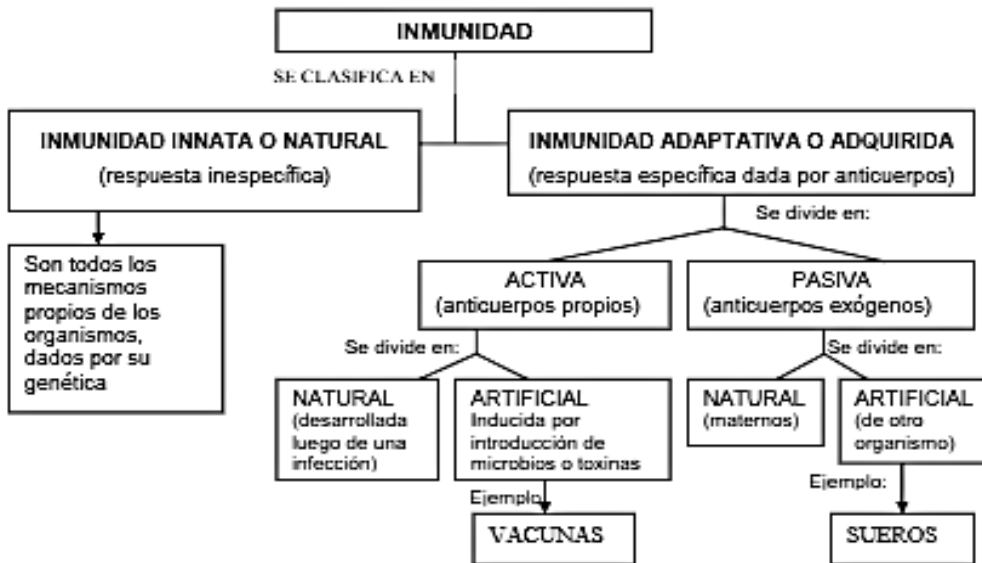 INMUNIDAD
SE CLASIFICA EN
INMUNIDAD INNATA O NATURAL
(respuesta inespecífica)
INMUNIDAD ADAPTATIVA O ADQUIRIDA
(respuesta específica dada por anticuerpos)
Son todos los
mecanismos
propios de los
organismos,
dados por su
genética
Se divide en:
ACTIVA
(anticuerpos propios)
PASIVA
(anticuerpos exógenos)
Se divide en:
NATURAL
(desarrollada
luego de una
infección)
ARTIFICIAL
Inducida por
introducción de
microbios o toxinas
Ejemplo
VACUNAS
Se divide en:
NATURAL
(maternos)
ARTIFICIAL
(de otro
organismo)
Ejemplo:
SUEROS